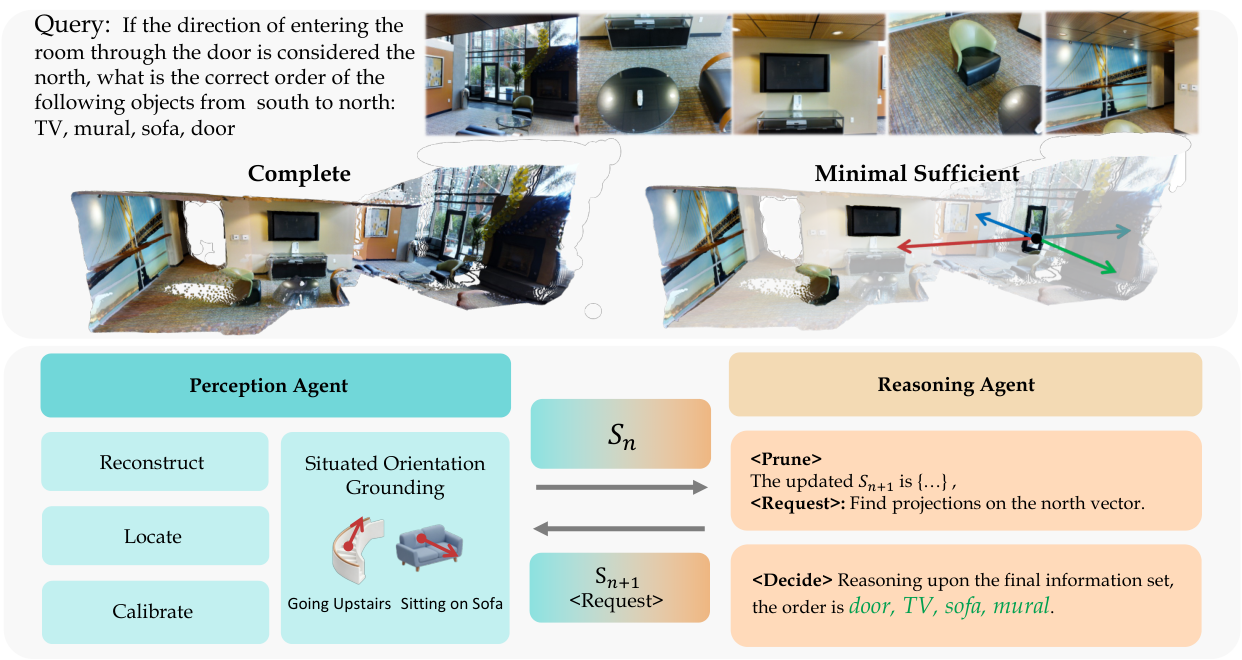 Query: If the direction of entering the
room through the door is considered the
north, what is the correct order of the
following objects from south to north:
TV, mural, sofa, door
Complete
Minimal Sufficient
Perception Agent
Reconstruct
Locate
Calibrate
Situated Orientation
Grounding
Going Upstairs Sitting on Sofa
Sₙ
Sₙ₊₁
<Request>
Reasoning Agent
<Prune>
The updated Sₙ₊₁ is {…} ,
<Request>: Find projections on the north vector.
<Decide> Reasoning upon the final information set,
the order is door, TV, sofa, mural.